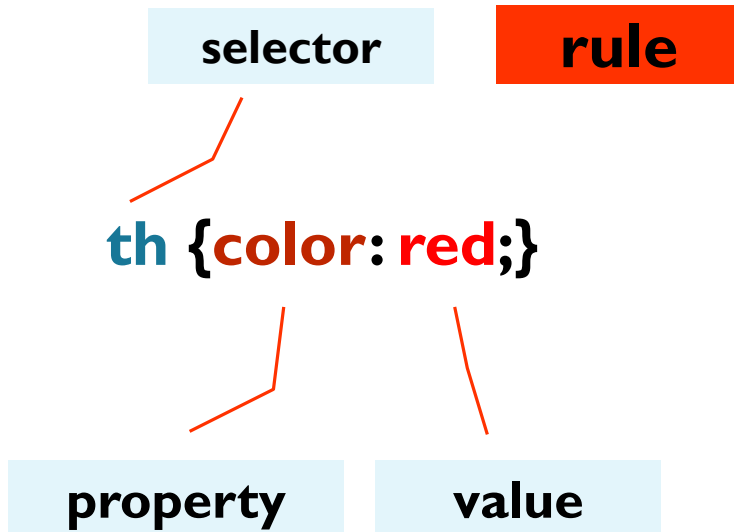 selector
rule
th {color: red;}
property
value